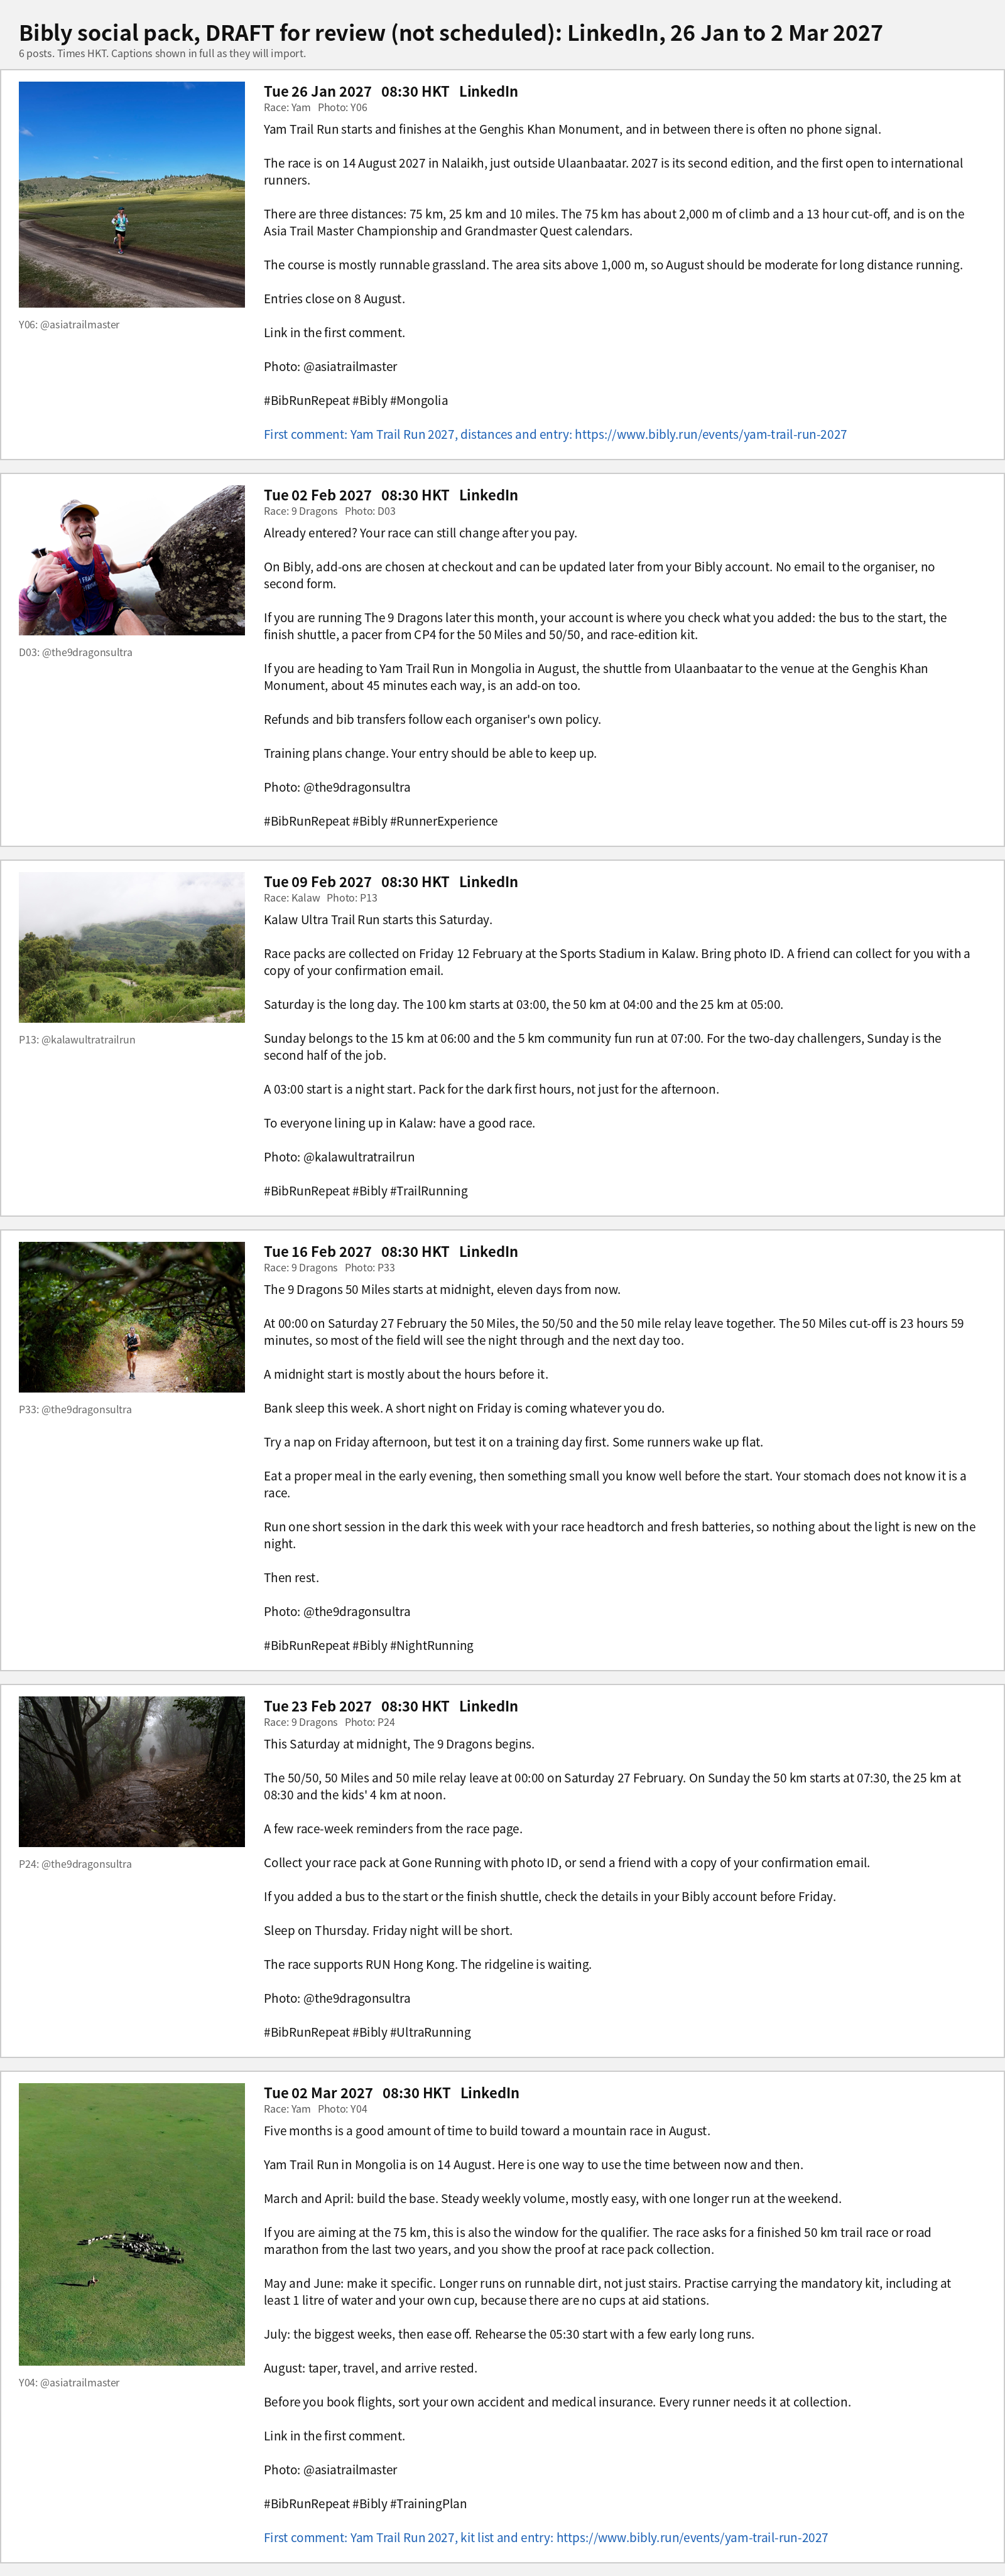 Bibly social pack, DRAFT for review (not scheduled): LinkedIn, 26 Jan to 2 Mar 2027
6 posts. Times HKT. Captions shown in full as they will import.
Tue 26 Jan 2027 08:30 HKT LinkedIn
Race: Yam Photo: Y06
Yam Trail Run starts and finishes at the Genghis Khan Monument, and in between there is often no phone signal.
The race is on 14 August 2027 in Nalaikh, just outside Ulaanbaatar. 2027 is its second edition, and the first open to international
runners.
There are three distances: 75 km, 25 km and 10 miles. The 75 km has about 2,000 m of climb and a 13 hour cut-off, and is on the
Asia Trail Master Championship and Grandmaster Quest calendars.
The course is mostly runnable grassland. The area sits above 1,000 m, so August should be moderate for long distance running.
Entries close on 8 August.
Link in the first comment.
Photo: @asiatrailmaster
#BibRunRepeat #Bibly #Mongolia
First comment: Yam Trail Run 2027, distances and entry: https://www.bibly.run/events/yam-trail-run-2027
Y06: @asiatrailmaster
Tue 02 Feb 2027 08:30 HKT LinkedIn
Race: 9 Dragons Photo: D03
Already entered? Your race can still change after you pay.
On Bibly, add-ons are chosen at checkout and can be updated later from your Bibly account. No email to the organiser, no
second form.
If you are running The 9 Dragons later this month, your account is where you check what you added: the bus to the start, the
finish shuttle, a pacer from CP4 for the 50 Miles and 50/50, and race-edition kit.
If you are heading to Yam Trail Run in Mongolia in August, the shuttle from Ulaanbaatar to the venue at the Genghis Khan
Monument, about 45 minutes each way, is an add-on too.
Refunds and bib transfers follow each organiser's own policy.
Training plans change. Your entry should be able to keep up.
Photo: @the9dragonsultra
#BibRunRepeat #Bibly #RunnerExperience
D03: @the9dragonsultra
Tue 09 Feb 2027 08:30 HKT LinkedIn
Race: Kalaw Photo: P13
Kalaw Ultra Trail Run starts this Saturday.
Race packs are collected on Friday 12 February at the Sports Stadium in Kalaw. Bring photo ID. A friend can collect for you with a
copy of your confirmation email.
Saturday is the long day. The 100 km starts at 03:00, the 50 km at 04:00 and the 25 km at 05:00.
Sunday belongs to the 15 km at 06:00 and the 5 km community fun run at 07:00. For the two-day challengers, Sunday is the
second half of the job.
A 03:00 start is a night start. Pack for the dark first hours, not just for the afternoon.
To everyone lining up in Kalaw: have a good race.
Photo: @kalawultratrailrun
#BibRunRepeat #Bibly #TrailRunning
P13: @kalawultratrailrun
Tue 16 Feb 2027 08:30 HKT LinkedIn
Race: 9 Dragons Photo: P33
The 9 Dragons 50 Miles starts at midnight, eleven days from now.
At 00:00 on Saturday 27 February the 50 Miles, the 50/50 and the 50 mile relay leave together. The 50 Miles cut-off is 23 hours 59
minutes, so most of the field will see the night through and the next day too.
A midnight start is mostly about the hours before it.
Bank sleep this week. A short night on Friday is coming whatever you do.
Try a nap on Friday afternoon, but test it on a training day first. Some runners wake up flat.
Eat a proper meal in the early evening, then something small you know well before the start. Your stomach does not know it is a
race.
Run one short session in the dark this week with your race headtorch and fresh batteries, so nothing about the light is new on the
night.
Then rest.
Photo: @the9dragonsultra
#BibRunRepeat #Bibly #NightRunning
P33: @the9dragonsultra
Tue 23 Feb 2027 08:30 HKT LinkedIn
Race: 9 Dragons Photo: P24
This Saturday at midnight, The 9 Dragons begins.
The 50/50, 50 Miles and 50 mile relay leave at 00:00 on Saturday 27 February. On Sunday the 50 km starts at 07:30, the 25 km at
08:30 and the kids' 4 km at noon.
A few race-week reminders from the race page.
Collect your race pack at Gone Running with photo ID, or send a friend with a copy of your confirmation email.
If you added a bus to the start or the finish shuttle, check the details in your Bibly account before Friday.
Sleep on Thursday. Friday night will be short.
The race supports RUN Hong Kong. The ridgeline is waiting.
Photo: @the9dragonsultra
#BibRunRepeat #Bibly #UltraRunning
P24: @the9dragonsultra
Tue 02 Mar 2027 08:30 HKT LinkedIn
Race: Yam Photo: Y04
Five months is a good amount of time to build toward a mountain race in August.
Yam Trail Run in Mongolia is on 14 August. Here is one way to use the time between now and then.
March and April: build the base. Steady weekly volume, mostly easy, with one longer run at the weekend.
If you are aiming at the 75 km, this is also the window for the qualifier. The race asks for a finished 50 km trail race or road
marathon from the last two years, and you show the proof at race pack collection.
May and June: make it specific. Longer runs on runnable dirt, not just stairs. Practise carrying the mandatory kit, including at
least 1 litre of water and your own cup, because there are no cups at aid stations.
July: the biggest weeks, then ease off. Rehearse the 05:30 start with a few early long runs.
August: taper, travel, and arrive rested.
Before you book flights, sort your own accident and medical insurance. Every runner needs it at collection.
Link in the first comment.
Photo: @asiatrailmaster
#BibRunRepeat #Bibly #TrainingPlan
First comment: Yam Trail Run 2027, kit list and entry: https://www.bibly.run/events/yam-trail-run-2027
Y04: @asiatrailmaster